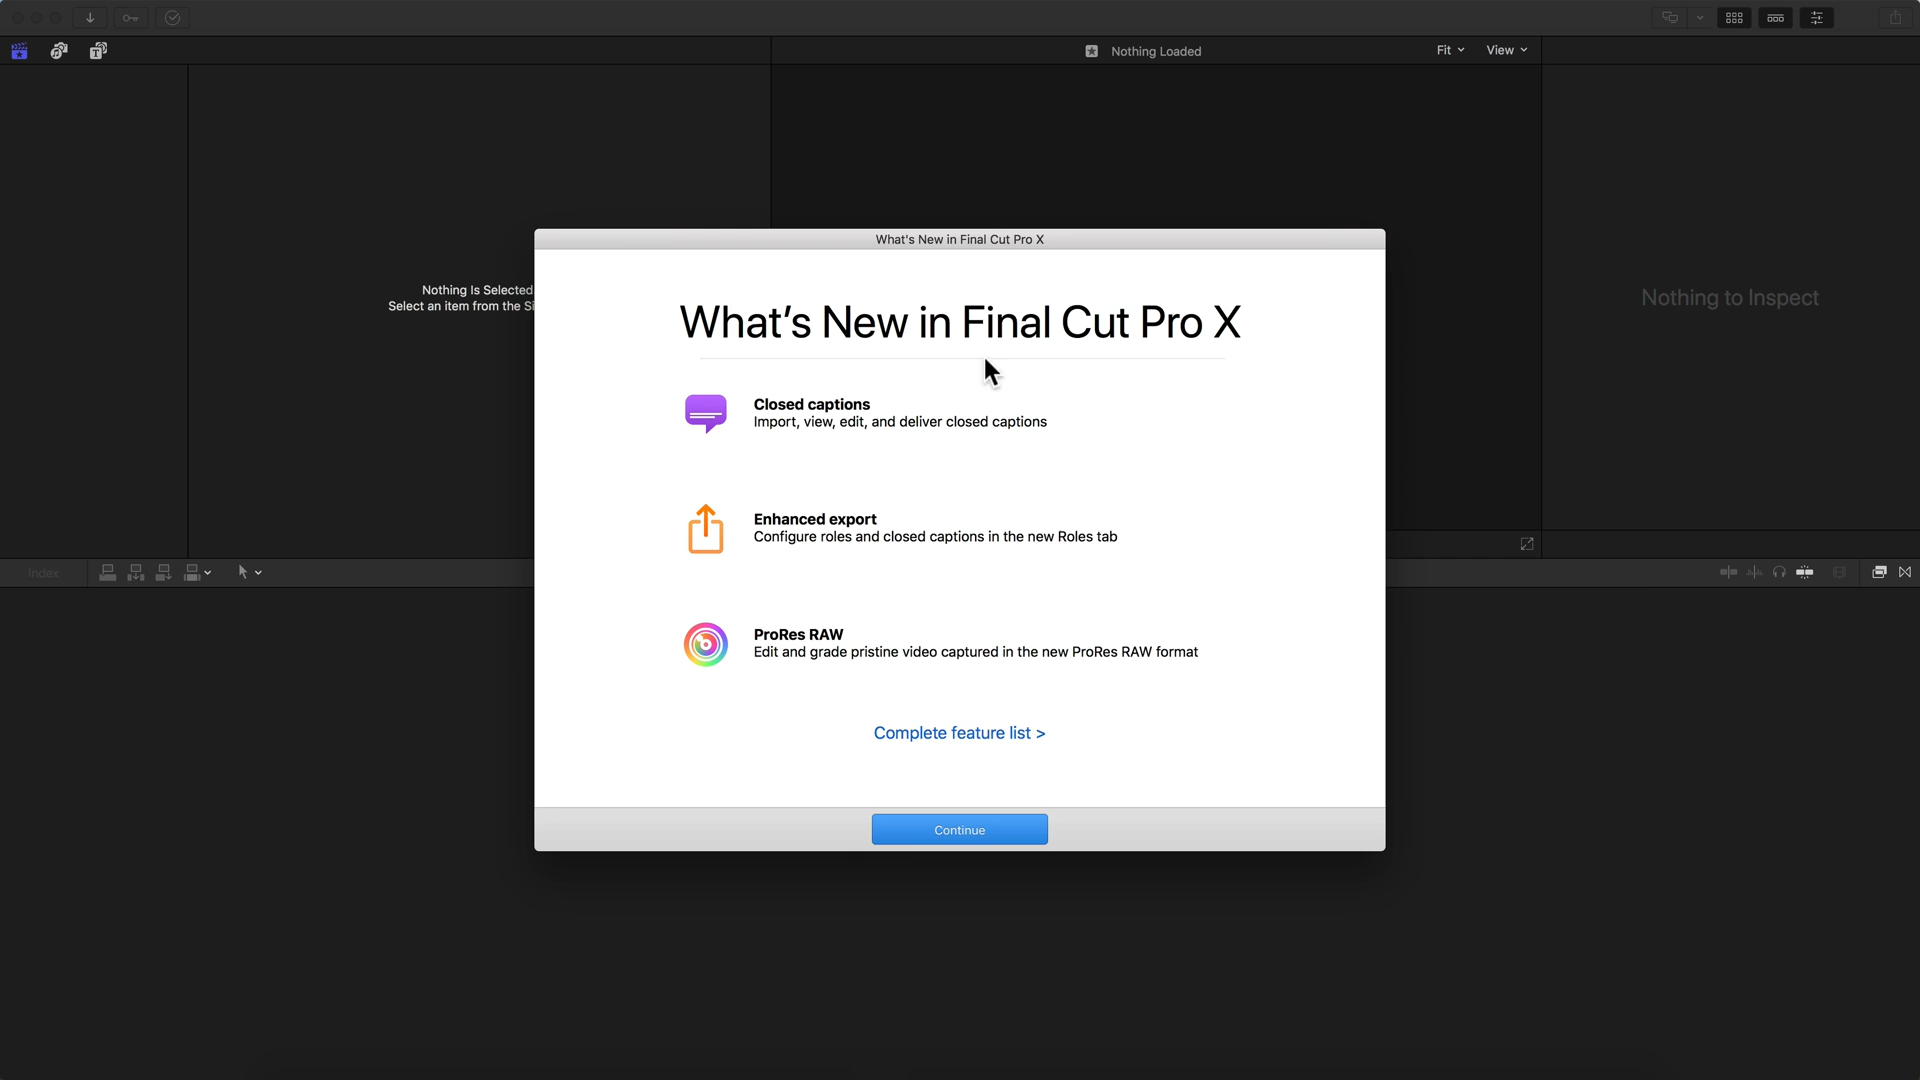 Nothing Loaded
Fit
View
Nothing Is Selected
Select an item from the Si
Nothing to Inspect
What's New in Final Cut Pro X
What's New in Final Cut Pro X
Closed captions
Import, view, edit, and deliver closed captions
Enhanced export
Configure roles and closed captions in the new Roles tab
ProRes RAW
Edit and grade pristine video captured in the new ProRes RAW format
Complete feature list >
Continue
Index